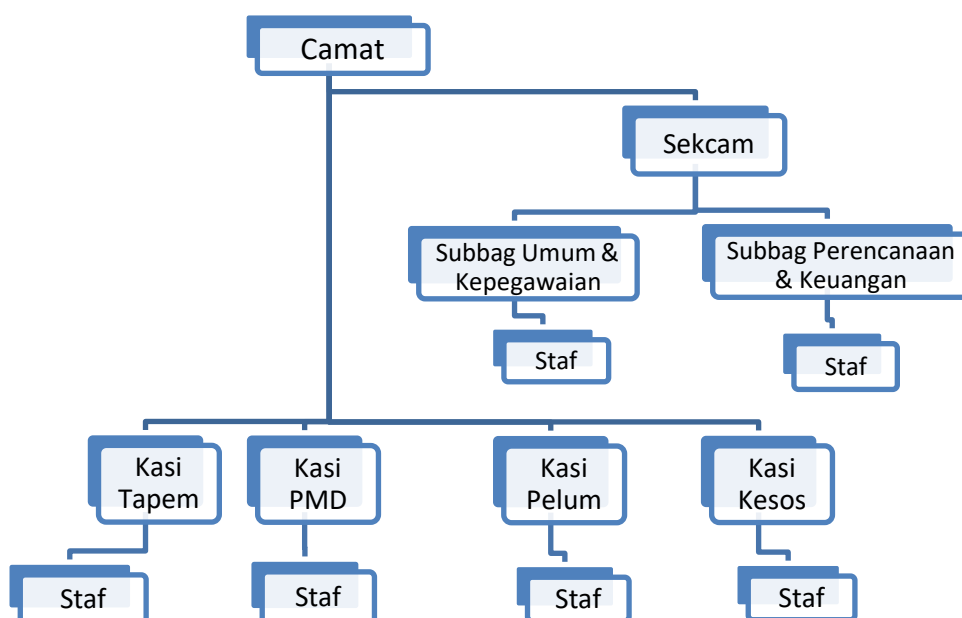 Camat
Sekcam
Subbag Umum &
Kepegawaian
Subbag Perencanaan
& Keuangan
Staf
Staf
Kasi
Tapem
Kasi
PMD
Kasi
Pelum
Kasi
Kesos
Staf
Staf
Staf
Staf